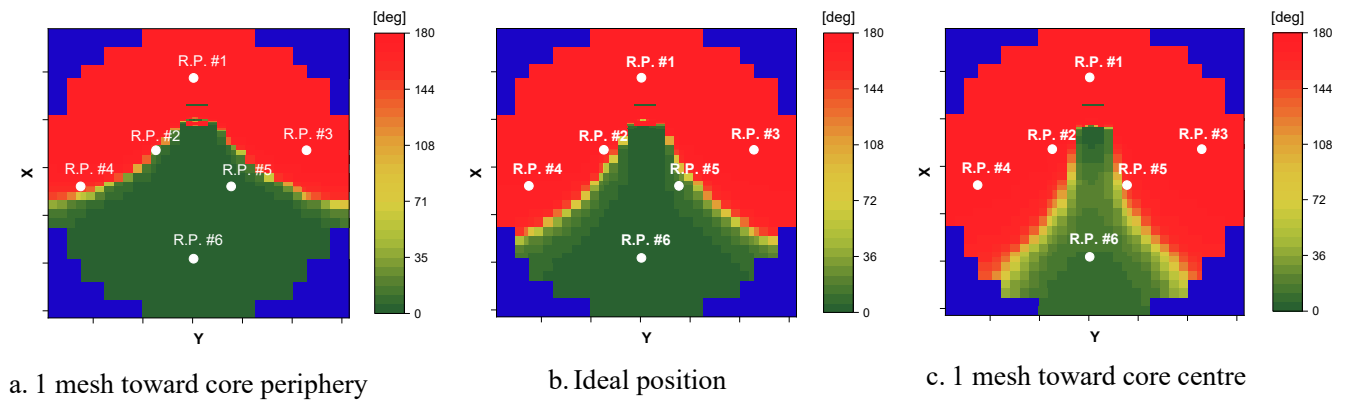 [deg]
180
144
108
71
35
0
R.P. #1
R.P. #2
R.P. #3
R.P. #4
R.P. #5
R.P. #6
X
Y
a. 1 mesh toward core periphery
[deg]
180
144
108
72
36
0
R.P. #1
R.P. #2
R.P. #3
R.P. #4
R.P. #5
R.P. #6
X
Y
b. Ideal position
[deg]
180
144
108
72
36
0
R.P. #1
R.P. #2
R.P. #3
R.P. #4
R.P. #5
R.P. #6
X
Y
c. 1 mesh toward core centre